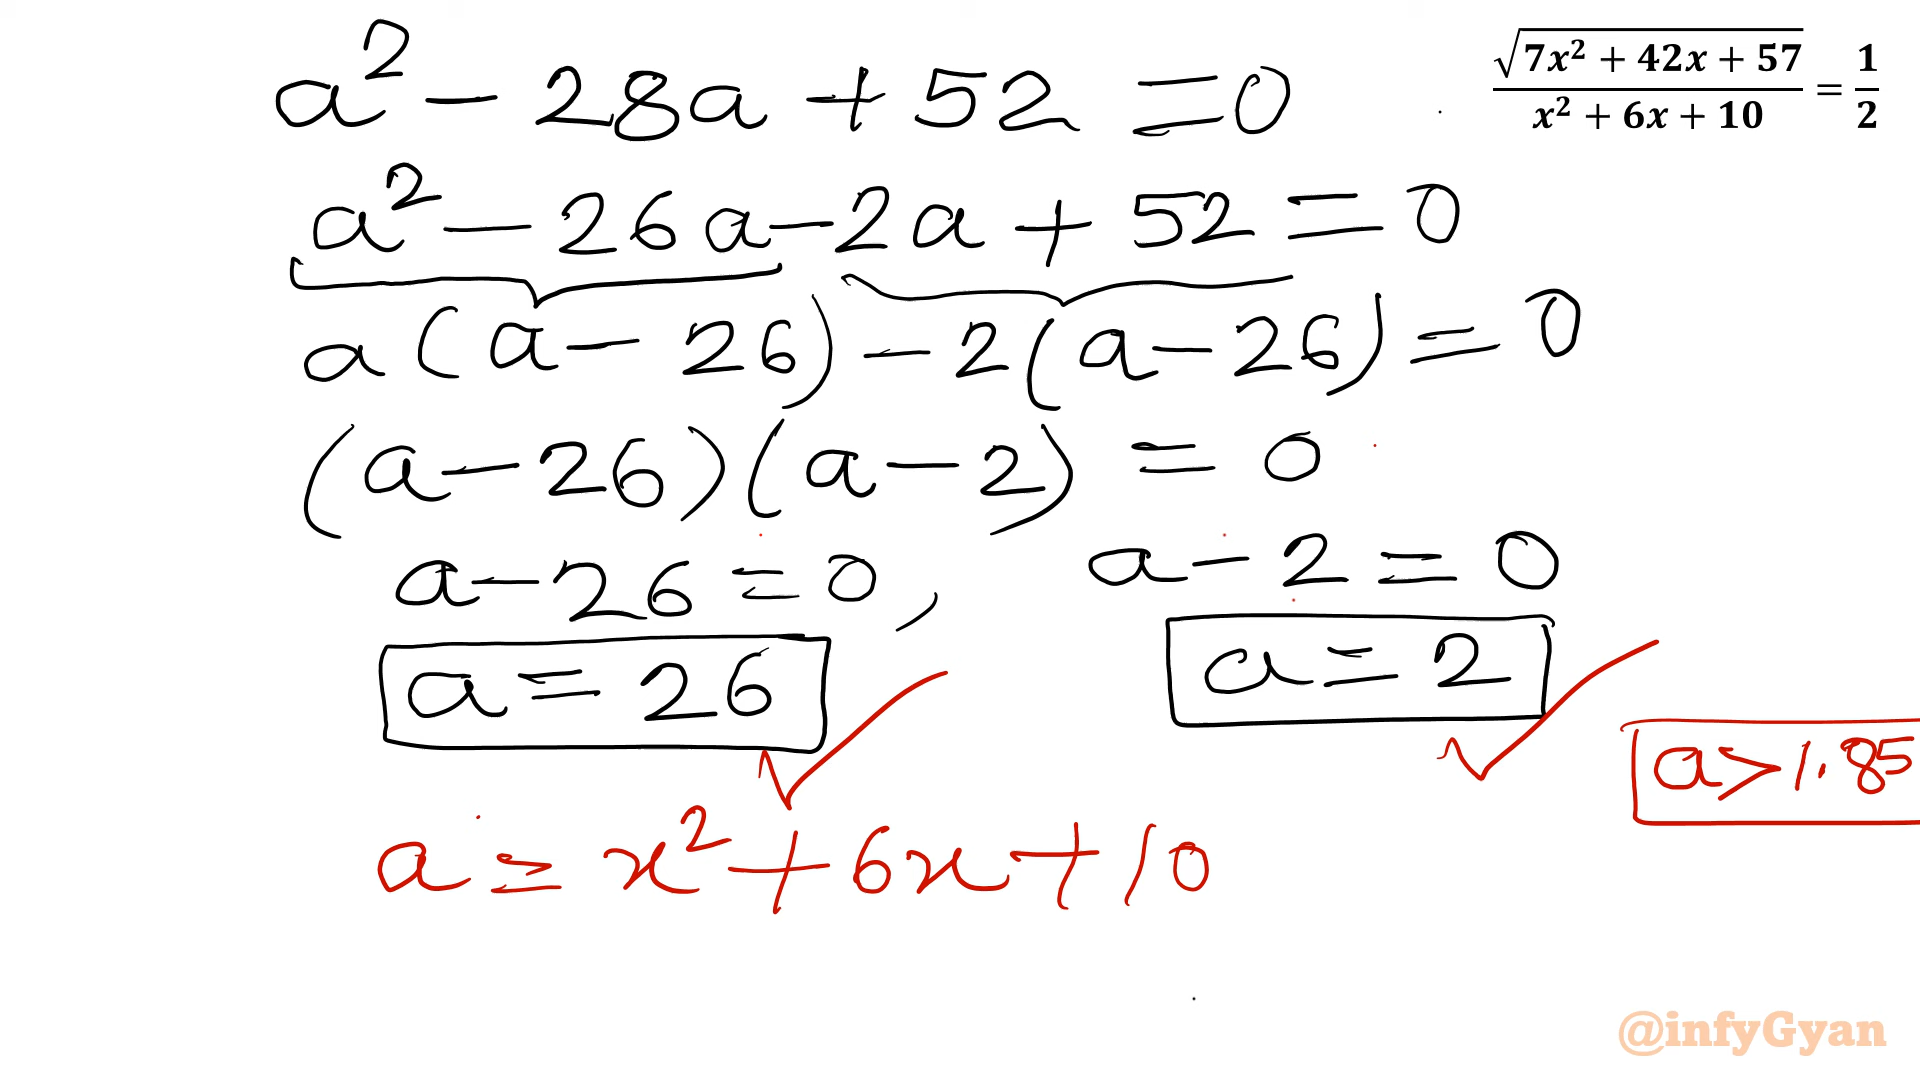 a² - 28a + 52 = 0
√(7x² + 42x + 57) / (x² + 6x + 10) = 1/2
a² - 26a - 2a + 52 = 0
a(a - 26) - 2(a - 26) = 0
(a - 26)(a - 2) = 0
a - 26 = 0, a - 2 = 0
a = 26 a = 2
a > 1.85
a = x² + 6x + 10
@infyGyan